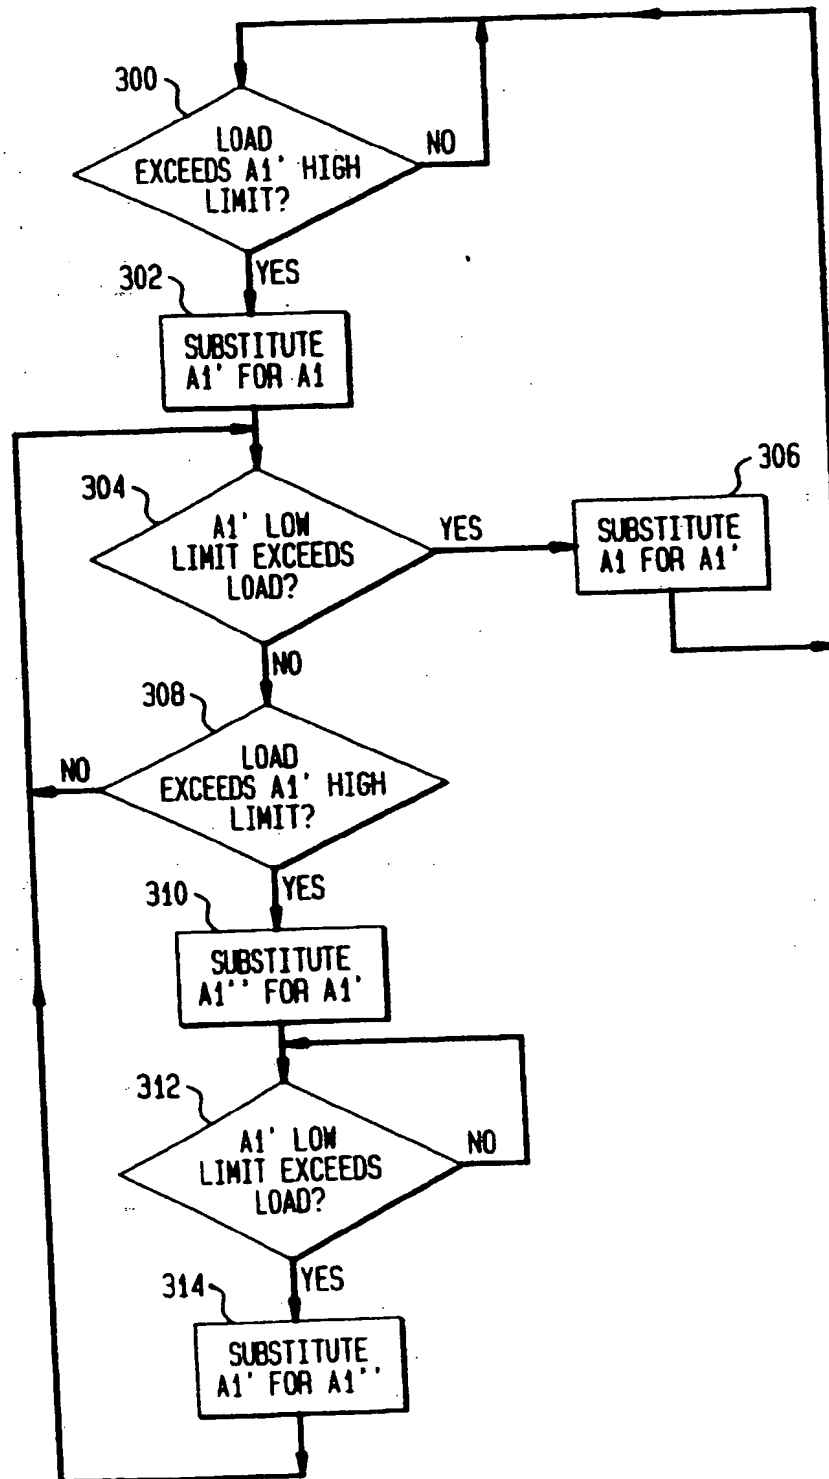 300
LOAD
EXCEEDS A1' HIGH
LIMIT?
NO
YES
302
SUBSTITUTE
A1' FOR A1
304
A1' LOW
LIMIT EXCEEDS
LOAD?
YES
306
SUBSTITUTE
A1 FOR A1'
NO
308
LOAD
EXCEEDS A1' HIGH
LIMIT?
NO
YES
310
SUBSTITUTE
A1'' FOR A1'
312
A1' LOW
LIMIT EXCEEDS
LOAD?
NO
YES
314
SUBSTITUTE
A1' FOR A1''